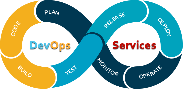 PLAN
CODE
BUILD
TEST
RELEASE
DEPLOY
OPERATE
MONITOR
DevOps
Services